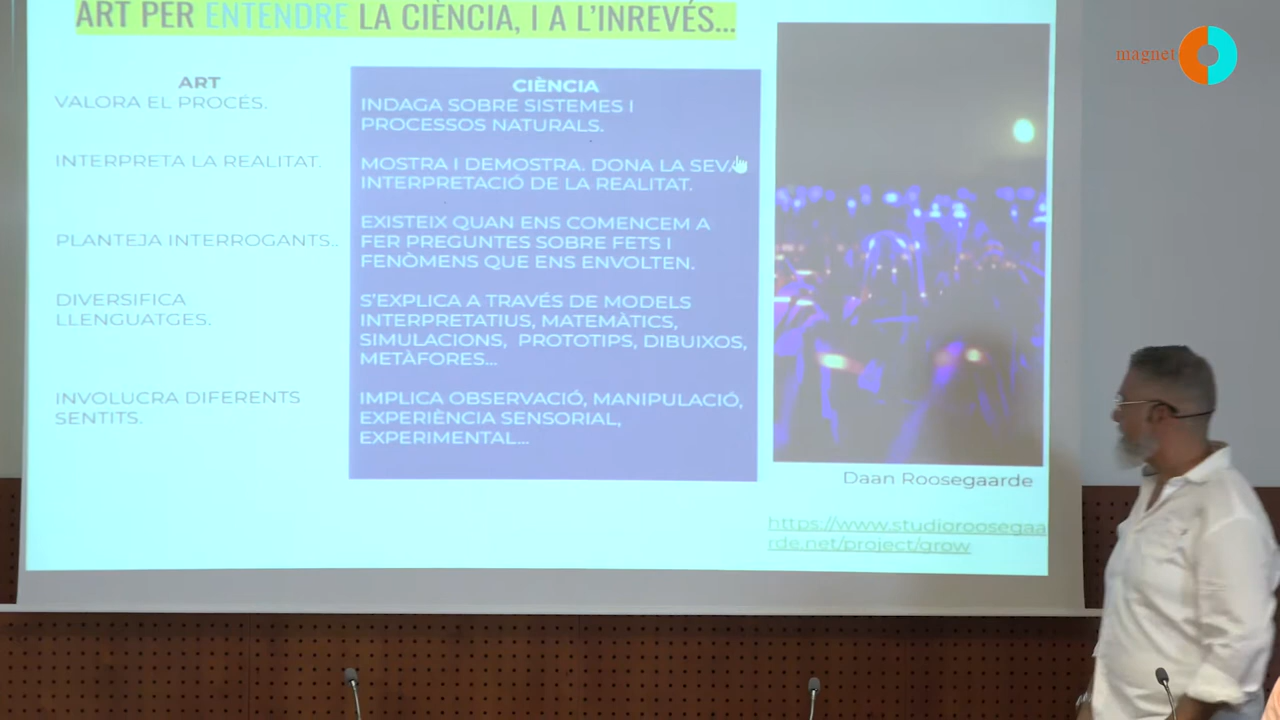 ART PER ENTENDRE LA CIÈNCIA, I A L'INREVÉS...
magnet
ART
VALORA EL PROCÉS.
INTERPRETA LA REALITAT.
PLANTEJA INTERROGANTS..
DIVERSIFICA
LLENGUATGES.
INVOLUCRA DIFERENTS
SENTITS.
CIÈNCIA
INDAGA SOBRE SISTEMES I
PROCESSOS NATURALS.
MOSTRA I DEMOSTRA. DONA LA SEVA
INTERPRETACIÓ DE LA REALITAT.
EXISTEIX QUAN ENS COMENCEM A
FER PREGUNTES SOBRE FETS I
FENÒMENS QUE ENS ENVOLTEN.
S'EXPLICA A TRAVÉS DE MODELS
INTERPRETATIUS, MATEMÀTICS,
SIMULACIONS, PROTOTIPS, DIBUIXOS,
METÀFORES...
IMPLICA OBSERVACIÓ, MANIPULACIÓ,
EXPERIÈNCIA SENSORIAL,
EXPERIMENTAL...
Daan Roosegaarde
https://www.studioroosegaa
rde.net/project/grow